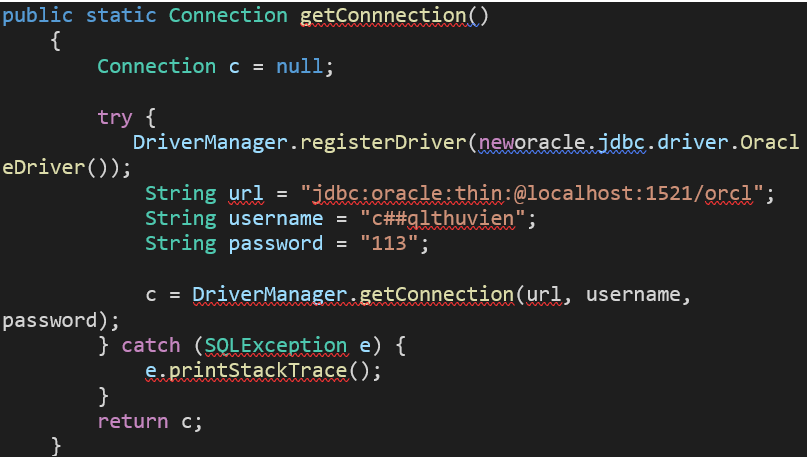 public static Connection getConnnection()
{
Connection c = null;
try {
DriverManager.registerDriver(neworacle.jdbc.driver.Oracl
eDriver());
String url = "jdbc:oracle:thin:@localhost:1521/orcl";
String username = "c##qlthuvien";
String password = "113";
c = DriverManager.getConnection(url, username,
password);
} catch (SQLException e) {
e.printStackTrace();
}
return c;
}